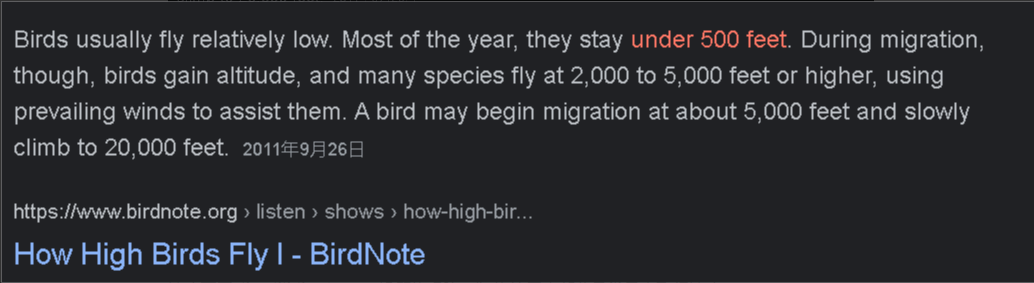 Birds usually fly relatively low. Most of the year, they stay under 500 feet. During migration,
though, birds gain altitude, and many species fly at 2,000 to 5,000 feet or higher, using
prevailing winds to assist them. A bird may begin migration at about 5,000 feet and slowly
climb to 20,000 feet. 2011年9月26日
https://www.birdnote.org › listen › shows › how-high-bir...
How High Birds Fly I - BirdNote